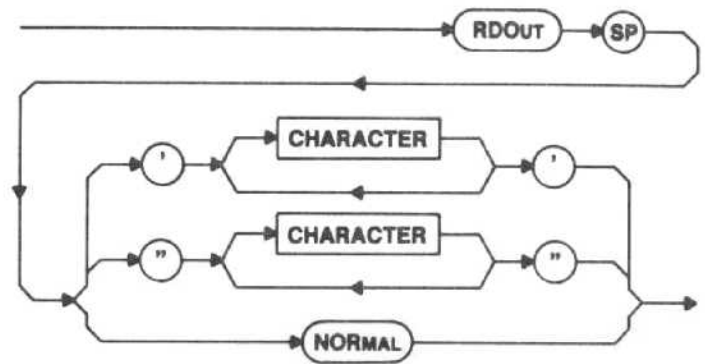 RDOUT SP
' CHARACTER '
" CHARACTER "
NORMAL